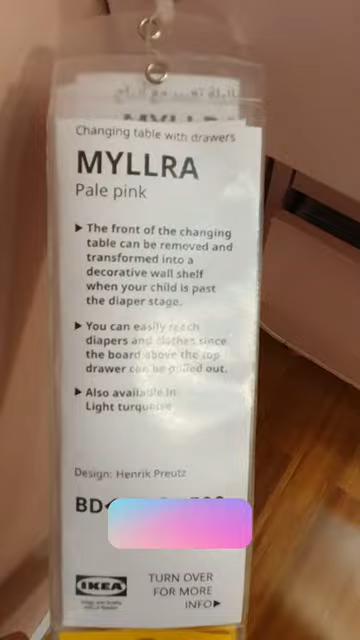 Changing table with drawers
MYLLRA
Pale pink
▶ The front of the changing
table can be removed and
transformed into a
decorative wall shelf
when your child is past
the diaper stage.
▶ You can easily reach
diapers and clothes since
the board above the top
drawer can be pulled out.
▶ Also available in
Light turquoise
Design: Henrik Preutz
BD
IKEA
TURN OVER
FOR MORE
INFO▶